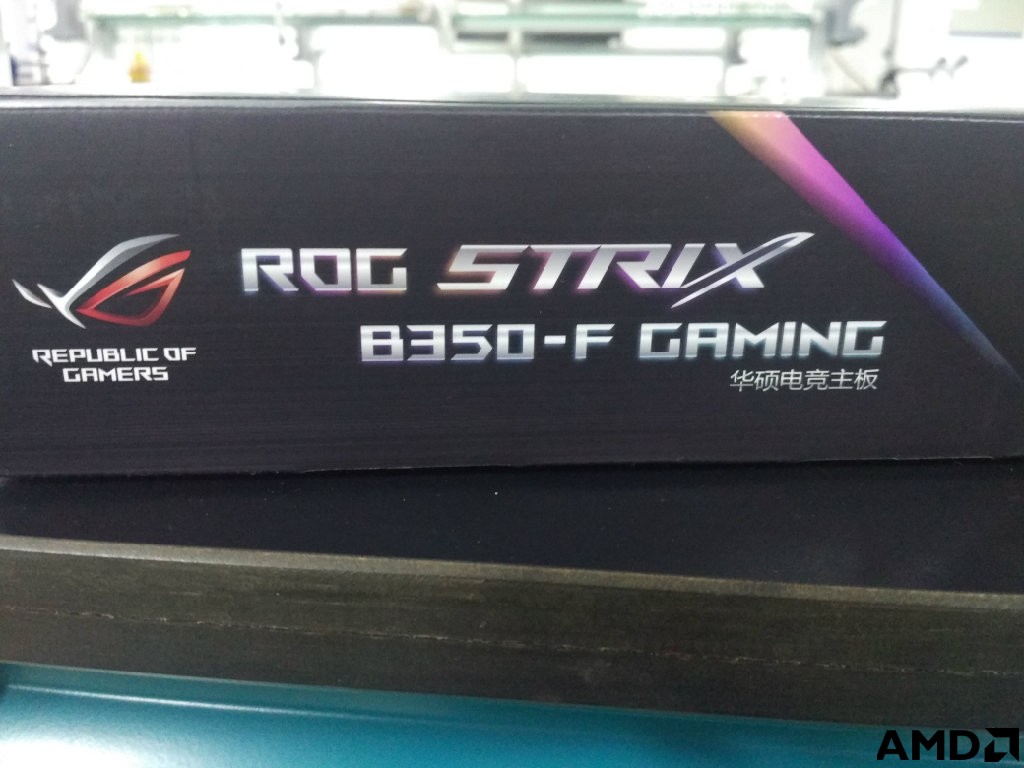 ROG STRIX
B350-F GAMING
华硕电竞主板
REPUBLIC OF
GAMERS
AMD